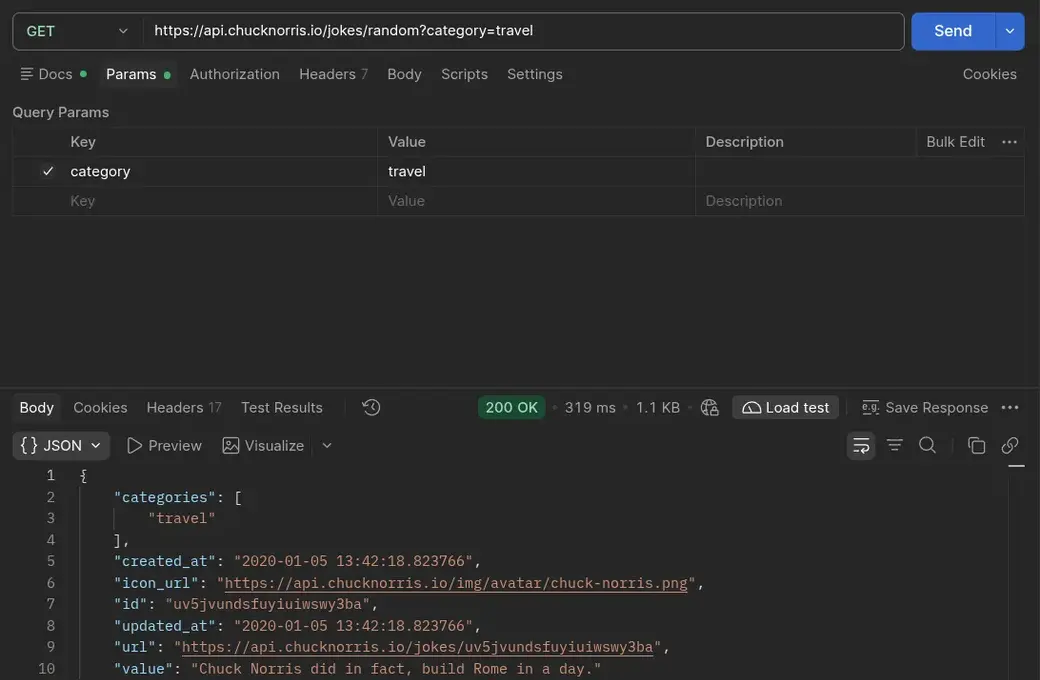 GET https://api.chucknorris.io/jokes/random?category=travel Send
Docs Params Authorization Headers 7 Body Scripts Settings Cookies
Query Params
Key Value Description Bulk Edit
category travel
Key Value Description
Body Cookies Headers 17 Test Results 200 OK 319 ms 1.1 KB Load test e.g. Save Response
{} JSON Preview Visualize
1 {
2 "categories": [
3 "travel"
4 ],
5 "created_at": "2020-01-05 13:42:18.823766",
6 "icon_url": "https://api.chucknorris.io/img/avatar/chuck-norris.png",
7 "id": "uv5jvundsfuyiuiwswy3ba",
8 "updated_at": "2020-01-05 13:42:18.823766",
9 "url": "https://api.chucknorris.io/jokes/uv5jvundsfuyiuiwswy3ba",
10 "value": "Chuck Norris did in fact, build Rome in a day."